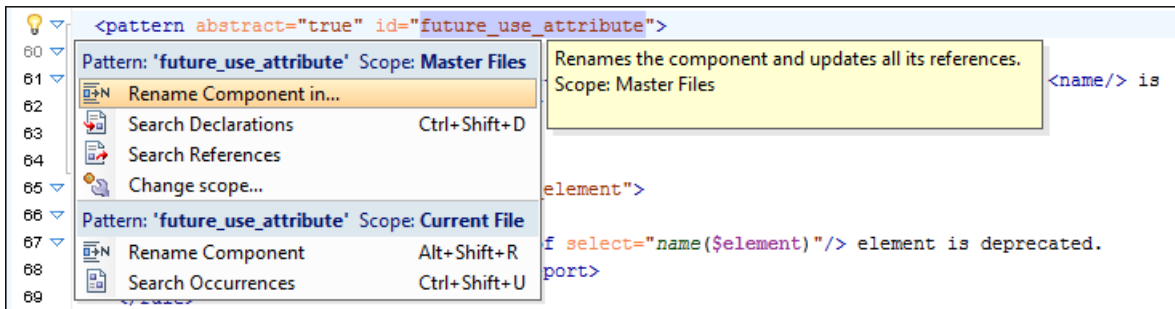 <pattern abstract="true" id="future_use_attribute">
60
Pattern: 'future_use_attribute' Scope: Master Files
Renames the component and updates all its references.
Scope: Master Files
61
<name/> is
Rename Component in...
62
Search Declarations Ctrl+Shift+D
63
Search References
64
Change scope...
65
element">
66
Pattern: 'future_use_attribute' Scope: Current File
67
f select="name($element)"/> element is deprecated.
Rename Component Alt+Shift+R
68
port>
Search Occurrences Ctrl+Shift+U
69